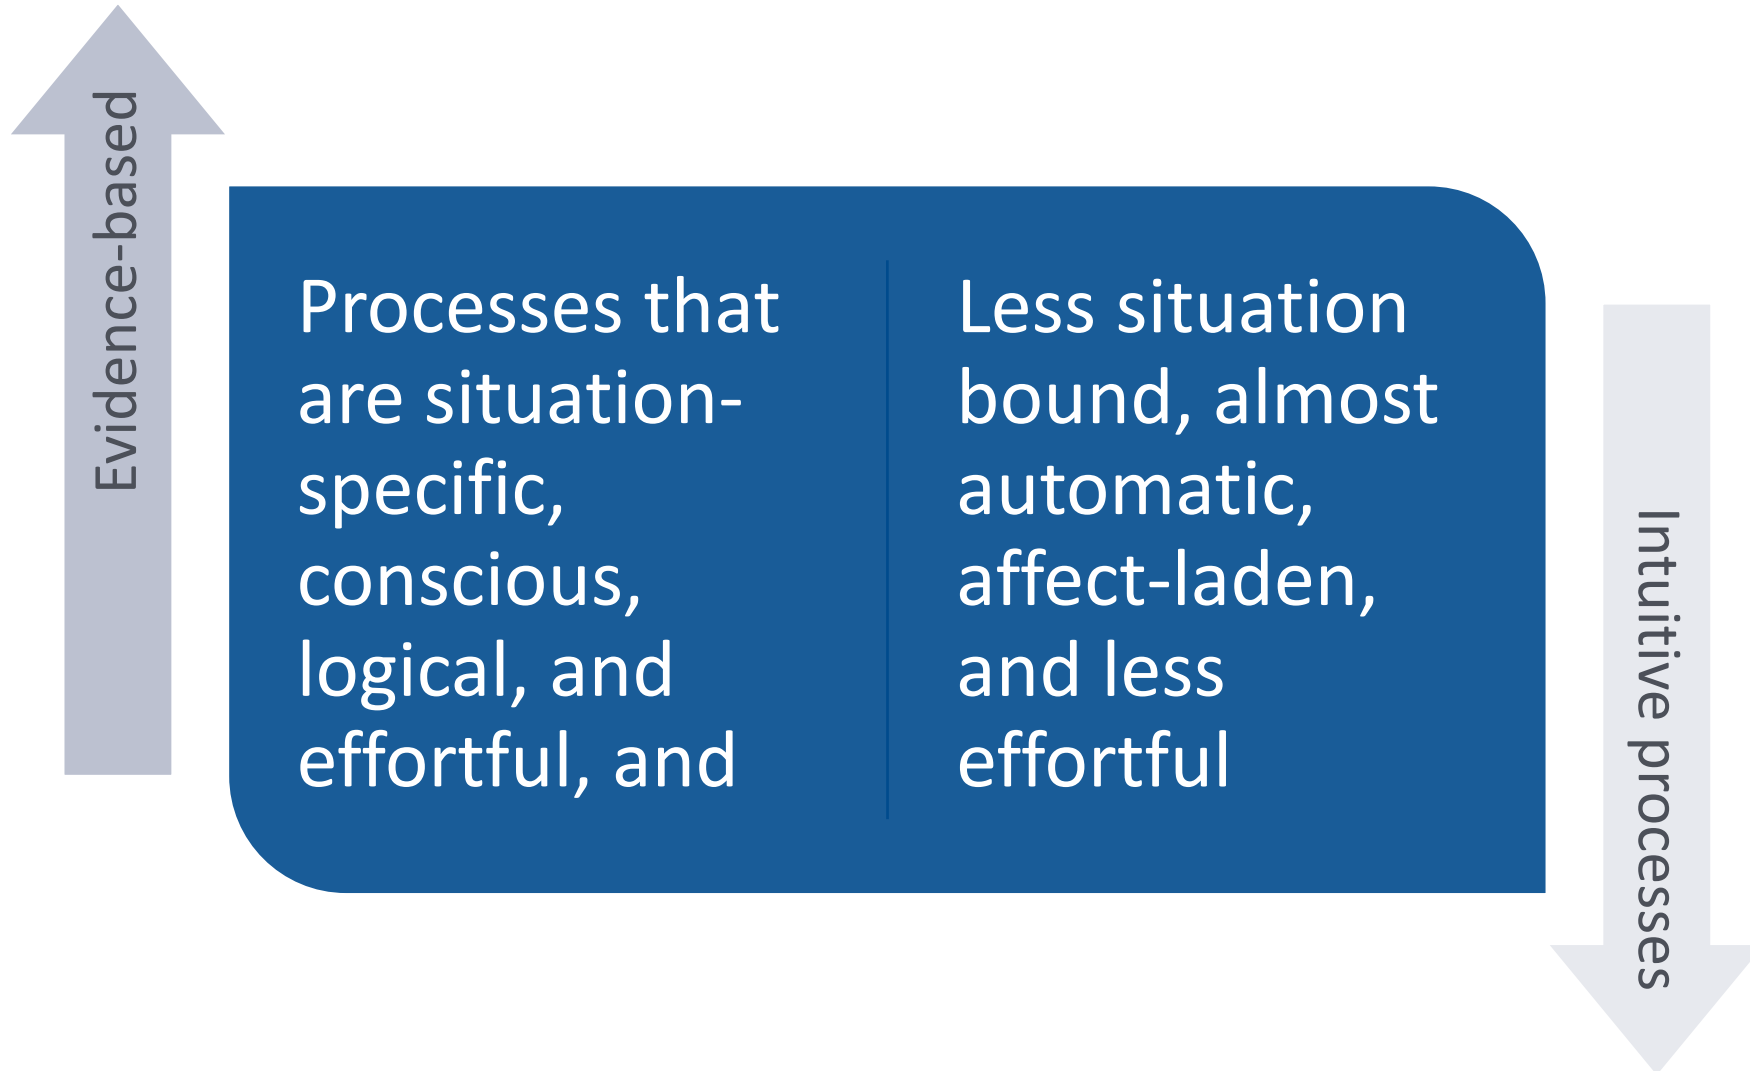 Evidence-based
Processes that
are situation-
specific,
conscious,
logical, and
effortful, and
Less situation
bound, almost
automatic,
affect-laden,
and less
effortful
Intuitive processes